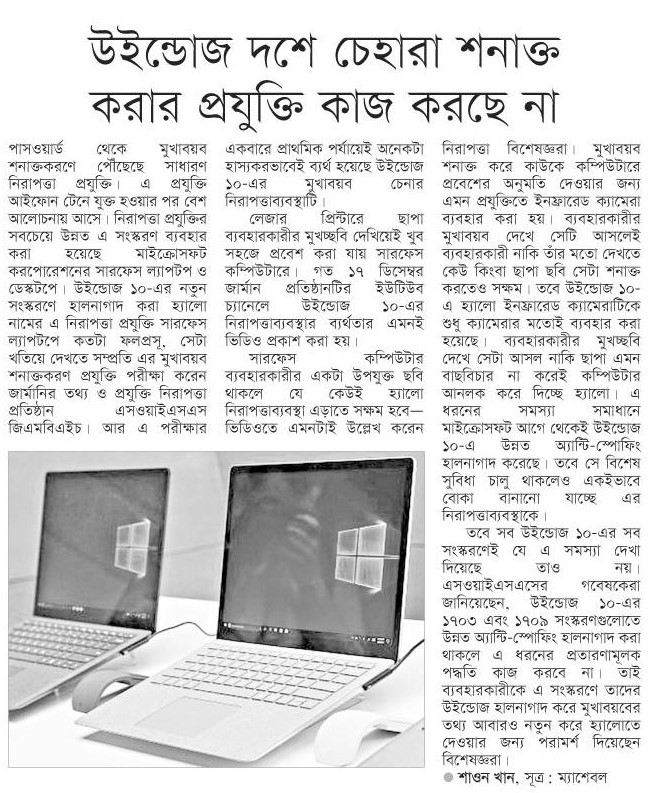 উইন্ডোজ দশে চেহারা শনাক্ত
করার প্রযুক্তি কাজ করছে না
পাসওয়ার্ড থেকে মুখাবয়ব
শনাক্তকরণে পৌঁছেছে সাধারণ
নিরাপত্তা প্রযুক্তি। এ প্রযুক্তি
আইফোন টেনে যুক্ত হওয়ার পর বেশ
আলোচনায় আসে। নিরাপত্তা প্রযুক্তির
সবচেয়ে উন্নত এ সংস্করণ ব্যবহার
করা হয়েছে মাইক্রোসফট
করপোরেশনের সারফেস ল্যাপটপ ও
ডেস্কটপে। উইন্ডোজ ১০-এর নতুন
সংস্করণে হালনাগাদ করা হ্যালো
নামের এ নিরাপত্তা প্রযুক্তি সারফেস
ল্যাপটপে কতটা ফলপ্রসূ, সেটা
খতিয়ে দেখতে সম্প্রতি এর মুখাবয়ব
শনাক্তকরণ প্রযুক্তি পরীক্ষা করেন
জার্মানির তথ্য ও প্রযুক্তি নিরাপত্তা
প্রতিষ্ঠান এসওয়াইএসএস
জিএমবিএইচ। আর এ পরীক্ষার
একবারে প্রাথমিক পর্যায়েই অনেকটা
হাস্যকরভাবেই ব্যর্থ হয়েছে উইন্ডোজ
১০-এর মুখাবয়ব চেনার
নিরাপত্তাব্যবস্থাটি।
লেজার প্রিন্টারে ছাপা
ব্যবহারকারীর মুখচ্ছবি দেখিয়েই খুব
সহজে প্রবেশ করা যায় সারফেস
কম্পিউটারে। গত ১৭ ডিসেম্বর
জার্মান প্রতিষ্ঠানটির ইউটিউব
চ্যানেলে উইন্ডোজ ১০-এর
নিরাপত্তাব্যবস্থার ব্যর্থতার এমনই
ভিডিও প্রকাশ করা হয়।
সারফেস কম্পিউটার
ব্যবহারকারীর একটা উপযুক্ত ছবি
থাকলে যে কেউই হ্যালো
নিরাপত্তাব্যবস্থা এড়াতে সক্ষম হবে—
ভিডিওতে এমনটাই উল্লেখ করেন
নিরাপত্তা বিশেষজ্ঞরা। মুখাবয়ব
শনাক্ত করে কাউকে কম্পিউটারে
প্রবেশের অনুমতি দেওয়ার জন্য
এমন প্রযুক্তিতে ইনফ্রারেড ক্যামেরা
ব্যবহার করা হয়। ব্যবহারকারীর
মুখাবয়ব দেখে সেটি আসলেই
ব্যবহারকারী নাকি তাঁর মতো দেখতে
কেউ কিংবা ছাপা ছবি সেটা শনাক্ত
করতেও সক্ষম। তবে উইন্ডোজ ১০-
এ হ্যালো ইনফ্রারেড ক্যামেরাটিকে
শুধু ক্যামেরার মতোই ব্যবহার করা
হয়েছে। ব্যবহারকারীর মুখচ্ছবি
দেখে সেটা আসল নাকি ছাপা এমন
বাছবিচার না করেই কম্পিউটার
আনলক করে দিচ্ছে হ্যালো। এ
ধরনের সমস্যা সমাধানে
মাইক্রোসফট আগে থেকেই উইন্ডোজ
১০-এ উন্নত অ্যান্টি-স্পোফিং
হালনাগাদ করেছে। তবে সে বিশেষ
সুবিধা চালু থাকলেও একইভাবে
বোকা বানানো যাচ্ছে এর
নিরাপত্তাব্যবস্থাকে।
তবে সব উইন্ডোজ ১০-এর সব
সংস্করণেই যে এ সমস্যা দেখা
দিয়েছে তাও নয়।
এসওয়াইএসএসের গবেষকেরা
জানিয়েছেন, উইন্ডোজ ১০-এর
১৭০৩ এবং ১৭০৯ সংস্করণগুলোতে
উন্নত অ্যান্টি-স্পোফিং হালনাগাদ করা
থাকলে এ ধরনের প্রতারণামূলক
পদ্ধতি কাজ করবে না। তাই
ব্যবহারকারীকে এ সংস্করণে তাদের
উইন্ডোজ হালনাগাদ করে মুখাবয়বের
তথ্য আবারও নতুন করে হ্যালোতে
দেওয়ার জন্য পরামর্শ দিয়েছেন
বিশেষজ্ঞরা।
● শাওন খান, সূত্র : ম্যাশেবল